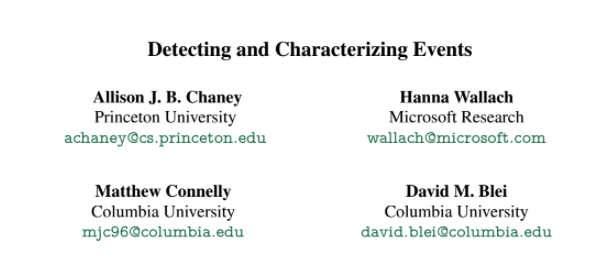 Detecting and Characterizing Events
Allison J. B. Chaney
Princeton University
achaney@cs.princeton.edu
Hanna Wallach
Microsoft Research
wallach@microsoft.com
Matthew Connelly
Columbia University
mjc96@columbia.edu
David M. Blei
Columbia University
david.blei@columbia.edu